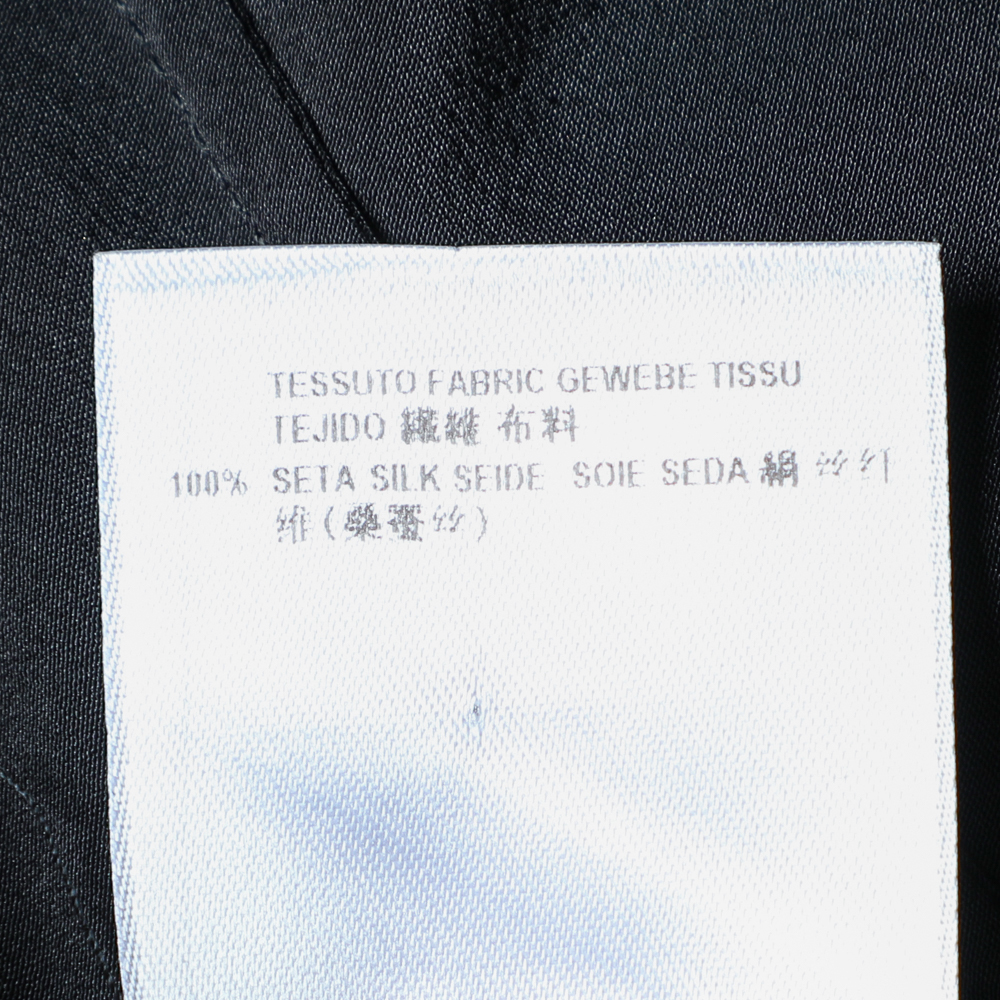 TESSUTO FABRIC GEWEBE TISSU
TEJIDO 繊維 布料
100% SETA SILK SEIDE SOIE SEDA 絹 丝纤
维(桑蚕丝)